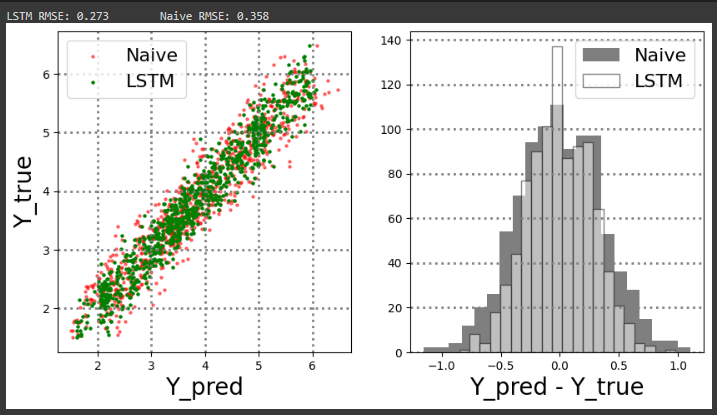 LSTM RMSE: 0.273 Naive RMSE: 0.358
Naive
LSTM
6
5
4
3
2
Y_true
2 3 4 5 6
Y_pred
Naive
LSTM
140
120
100
80
60
40
20
0
−1.0 −0.5 0.0 0.5 1.0
Y_pred - Y_true